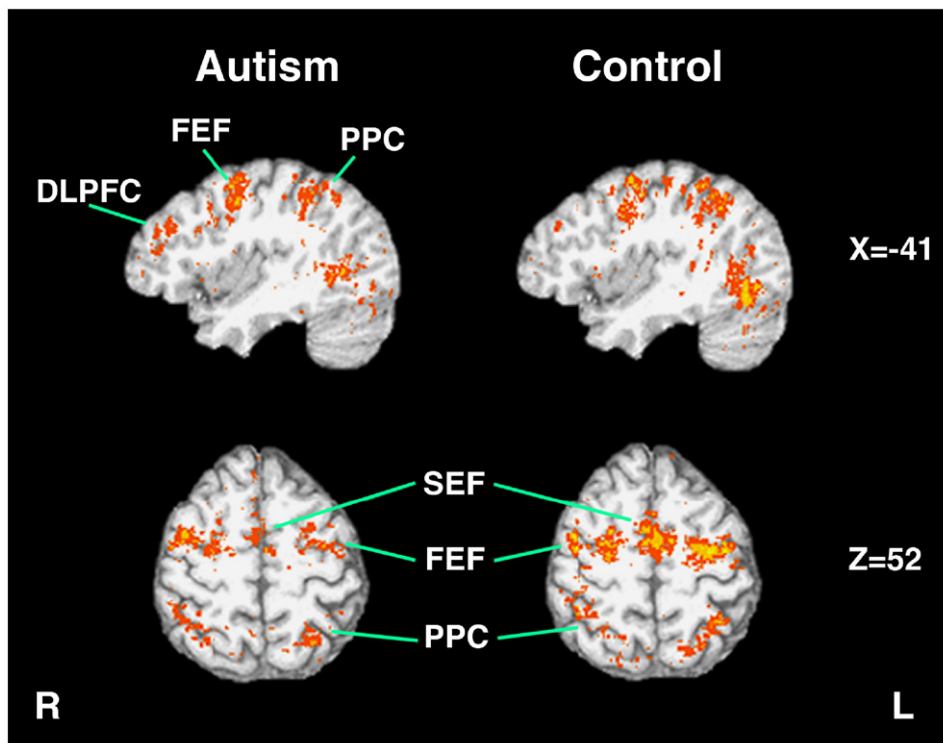 Autism Control
FEF PPC
DLPFC
X=-41
SEF
FEF
Z=52
PPC
R L